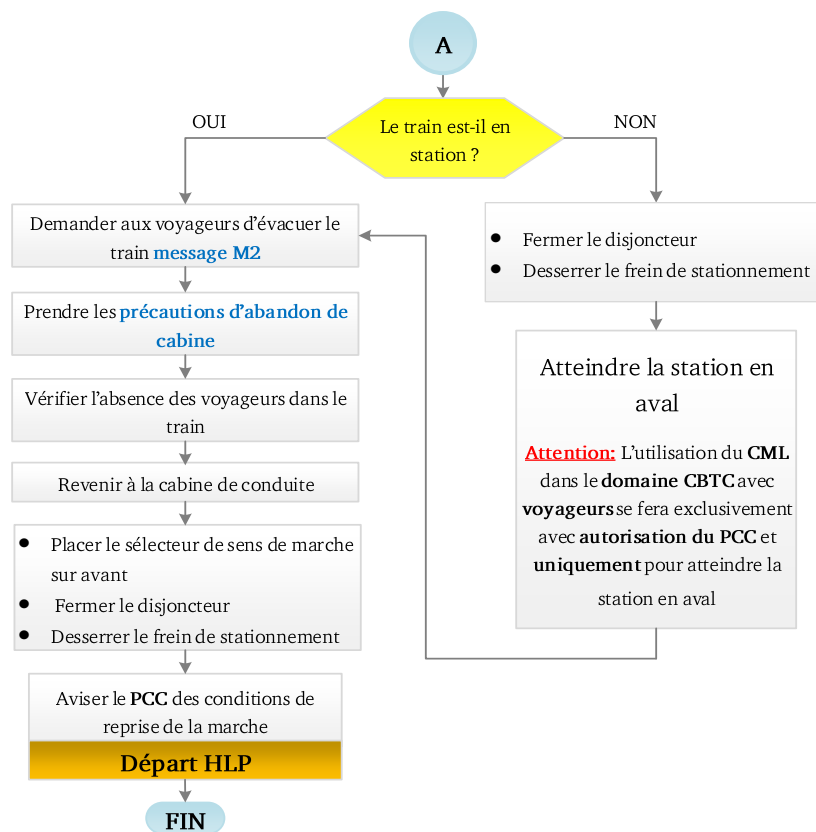 A
Le train est-il en
station ?
OUI
NON
Demander aux voyageurs d'évacuer le
train message M2
Prendre les précautions d'abandon de
cabine
Vérifier l'absence des voyageurs dans le
train
Revenir à la cabine de conduite
• Placer le sélecteur de sens de marche
sur avant
• Fermer le disjoncteur
• Desserrer le frein de stationnement
Aviser le PCC des conditions de
reprise de la marche
Départ HLP
FIN
• Fermer le disjoncteur
• Desserrer le frein de stationnement
Atteindre la station en
aval
Attention: L'utilisation du CML
dans le domaine CBTC avec
voyageurs se fera exclusivement
avec autorisation du PCC et
uniquement pour atteindre la
station en aval